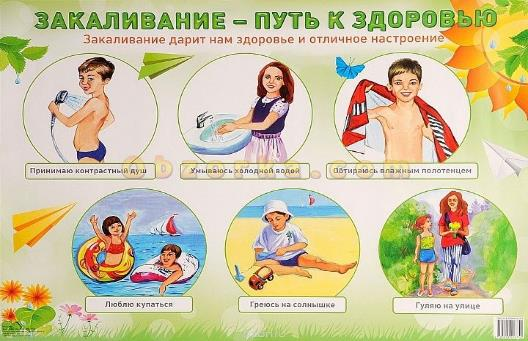 ЗАКАЛИВАНИЕ – ПУТЬ К ЗДОРОВЬЮ
Закаливание дарит нам здоровье и отличное настроение
Принимаю контрастный душ
Умываюсь холодной водой
Обтираюсь влажным полотенцем
Люблю купаться
Греюсь на солнышке
Гуляю на улице